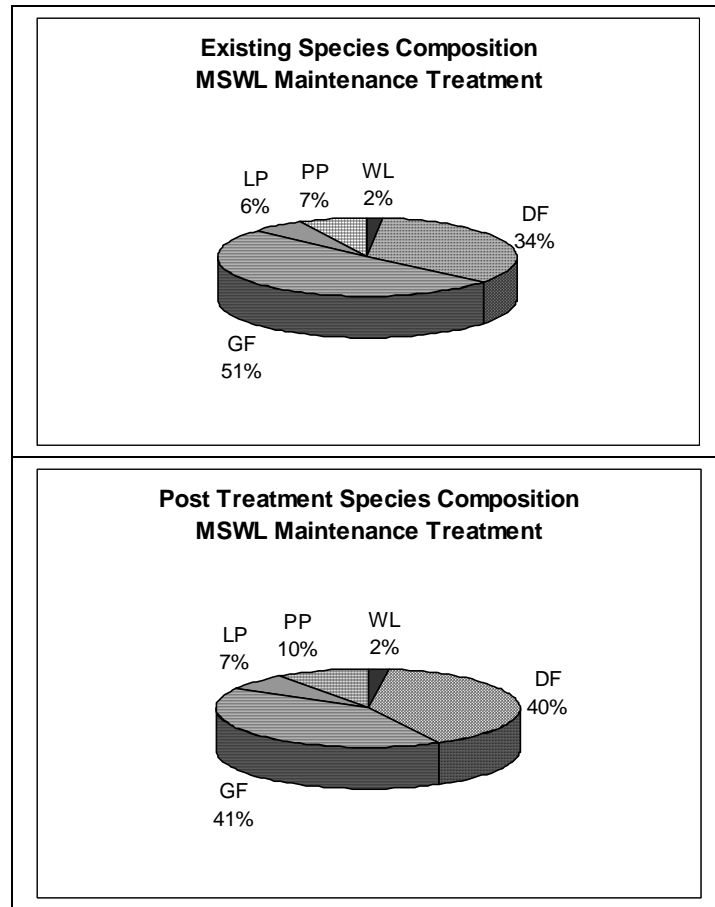 Existing Species Composition
MSWL Maintenance Treatment
LP
6%
PP
7%
WL
2%
DF
34%
GF
51%
Post Treatment Species Composition
MSWL Maintenance Treatment
LP
7%
PP
10%
WL
2%
DF
40%
GF
41%